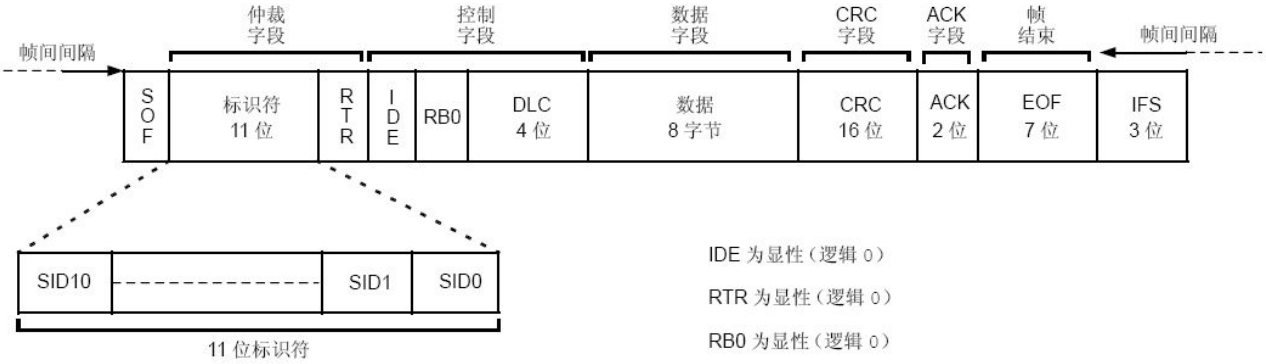 仲裁
字段
控制
字段
数据
字段
CRC
字段
ACK
字段
帧
结束
帧间间隔
帧间间隔
SOF
标识符
11 位
RTR
IDE
RB0
DLC
4 位
数据
8 字节
CRC
16 位
ACK
2 位
EOF
7 位
IFS
3 位
SID10
SID1
SID0
11 位标识符
IDE 为显性（逻辑 0）
RTR 为显性（逻辑 0）
RB0 为显性（逻辑 0）